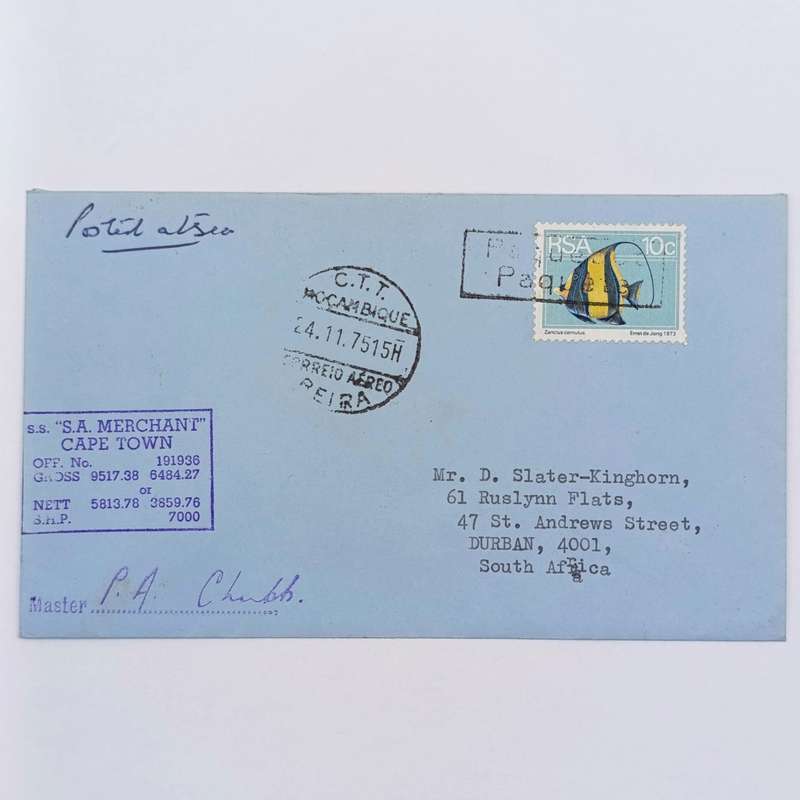 Posted at Sea
Paquebot
Paquete
RSA 10c
Zanclus cornutus Ernst de Jong 1973
C.T.T.
MOÇAMBIQUE
24.11.75 15H
CORREIO AÉREO
BEIRA
s.s. "S.A. MERCHANT"
CAPE TOWN
OFF. No. 191936
GROSS 9517.38 6484.27
or
NETT 5813.78 3859.76
S.H.P. 7000
Mr. D. Slater-Kinghorn,
61 Ruslynn Flats,
47 St. Andrews Street,
DURBAN, 4001,
South Africa
Master P. A. Chubb.